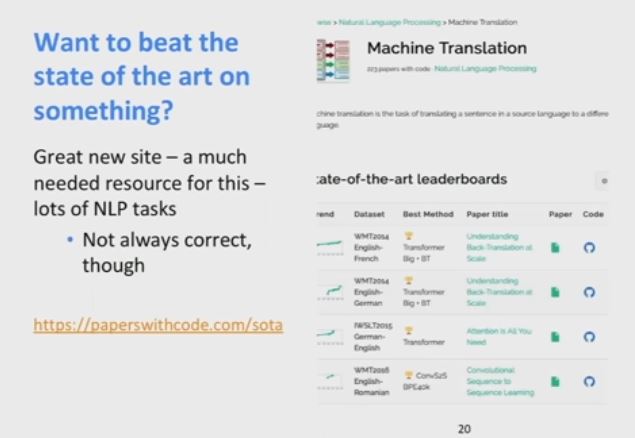 Want to beat the
state of the art on
something?
Great new site – a much
needed resource for this –
lots of NLP tasks
• Not always correct,
though
https://paperswithcode.com/sota
wse > Natural Language Processing > Machine Translation
Machine Translation
223 papers with code · Natural Language Processing
chine translation is the task of translating a sentence in a source language to a differe
guage.
ate-of-the-art leaderboards
rend Dataset Best Method Paper title Paper Code
WMT2014
English-
French
Transformer
Big + BT
Understanding
Back-Translation at
Scale
WMT2014
English-
German
Transformer
Big + BT
Understanding
Back-Translation at
Scale
IWSLT2015
German-
English
Transformer
Attention Is All You
Need
WMT2016
English-
Romanian
ConvS2S
BPE40k
Convolutional
Sequence to
Sequence Learning
20